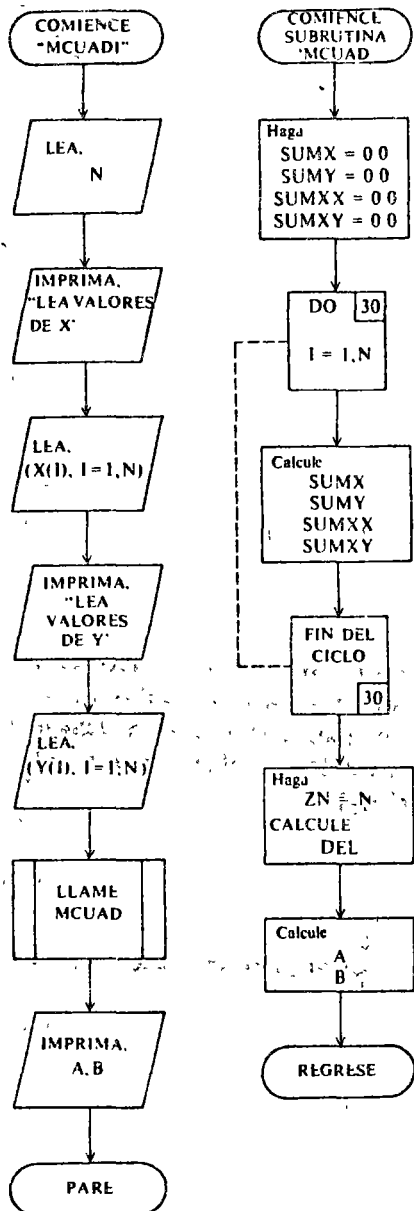 COMIENCE
"MCUADI"
LEA,
N
IMPRIMA,
"LEA VALORES
DE X'
LEA,
(X(I), I = 1,N)
IMPRIMA,
"LEA
VALORES
DE Y'
LEA,
(Y(I), I = 1,N)
LLAME
MCUAD
IMPRIMA,
A,B
PARE
COMIENCE
SUBRUTINA
'MCUAD
Haga
SUMX = 0 0
SUMY = 0 0
SUMXX = 0 0
SUMXY = 0 0
DO 30
I = 1,N
Calcule
SUMX
SUMY
SUMXX
SUMXY
FIN DEL
CICLO
30
Haga
ZN = N
CALCULE
DEL
Calcule
A
B
REGRESE